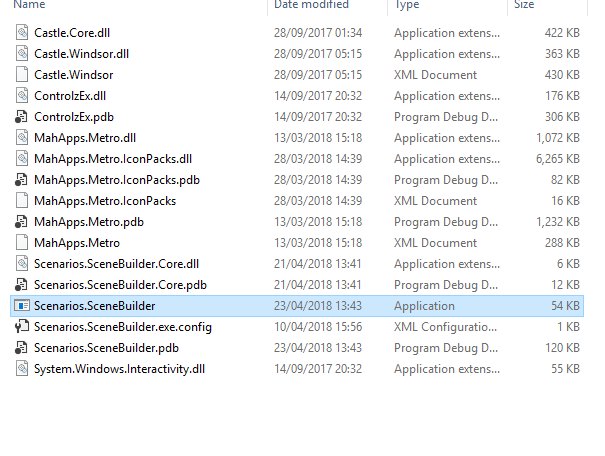 Name Date modified Type Size
Castle.Core.dll 28/09/2017 01:34 Application extens... 422 KB
Castle.Windsor.dll 28/09/2017 05:15 Application extens... 363 KB
Castle.Windsor 28/09/2017 05:15 XML Document 430 KB
ControlzEx.dll 14/09/2017 20:32 Application extens... 176 KB
ControlzEx.pdb 14/09/2017 20:32 Program Debug D... 306 KB
MahApps.Metro.dll 13/03/2018 15:18 Application extens... 1,072 KB
MahApps.Metro.IconPacks.dll 28/03/2018 14:39 Application extens... 6,265 KB
MahApps.Metro.IconPacks.pdb 28/03/2018 14:39 Program Debug D... 82 KB
MahApps.Metro.IconPacks 28/03/2018 14:39 XML Document 16 KB
MahApps.Metro.pdb 13/03/2018 15:18 Program Debug D... 1,232 KB
MahApps.Metro 13/03/2018 15:18 XML Document 288 KB
Scenarios.SceneBuilder.Core.dll 21/04/2018 13:41 Application extens... 6 KB
Scenarios.SceneBuilder.Core.pdb 21/04/2018 13:41 Program Debug D... 12 KB
Scenarios.SceneBuilder 23/04/2018 13:43 Application 54 KB
Scenarios.SceneBuilder.exe.config 10/04/2018 15:56 XML Configuratio... 1 KB
Scenarios.SceneBuilder.pdb 23/04/2018 13:43 Program Debug D... 120 KB
System.Windows.Interactivity.dll 14/09/2017 20:32 Application extens... 55 KB